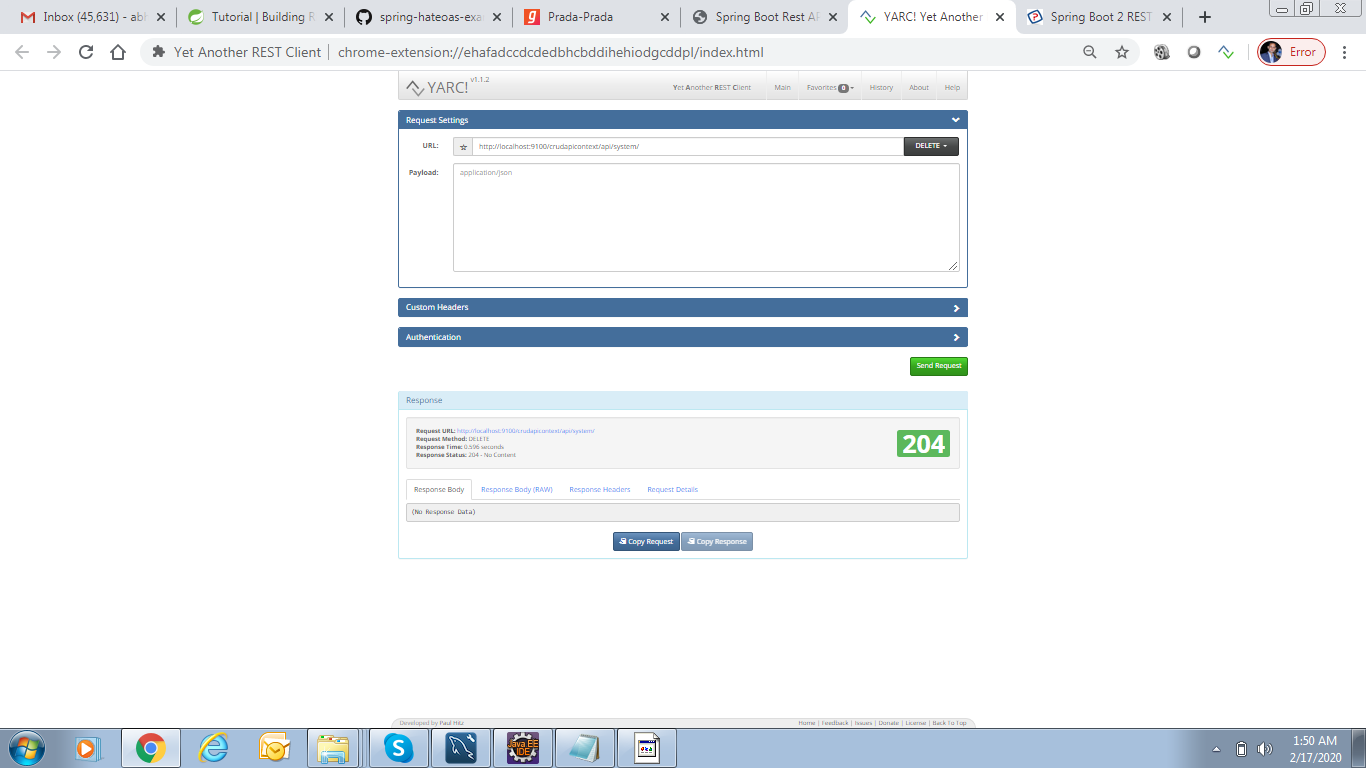 Inbox (45,631) - abh
Tutorial | Building R
spring-hateoas-exa
Prada-Prada
Spring Boot Rest AP
YARC! Yet Another
Spring Boot 2 REST
Yet Another REST Client
chrome-extension://ehafadccdcdedbhcbddihehiodgcddpl/index.html
Error
YARC! v1.1.2
Yet Another REST Client Main Favorites 0 History About Help
Request Settings
URL: http://localhost:9100/crudapicontext/api/system/ DELETE
Payload: application/json
Custom Headers
Authentication
Send Request
Response
Request URL: http://localhost:9100/crudapicontext/api/system/
Request Method: DELETE
Response Time: 0.596 seconds
Response Status: 204 - No Content
204
Response Body Response Body (RAW) Response Headers Request Details
(No Response Data)
Copy Request Copy Response
Developed by Paul Hitz
Home | Feedback | Issues | Donate | License | Back To Top
Java EE
IDE
1:50 AM
2/17/2020